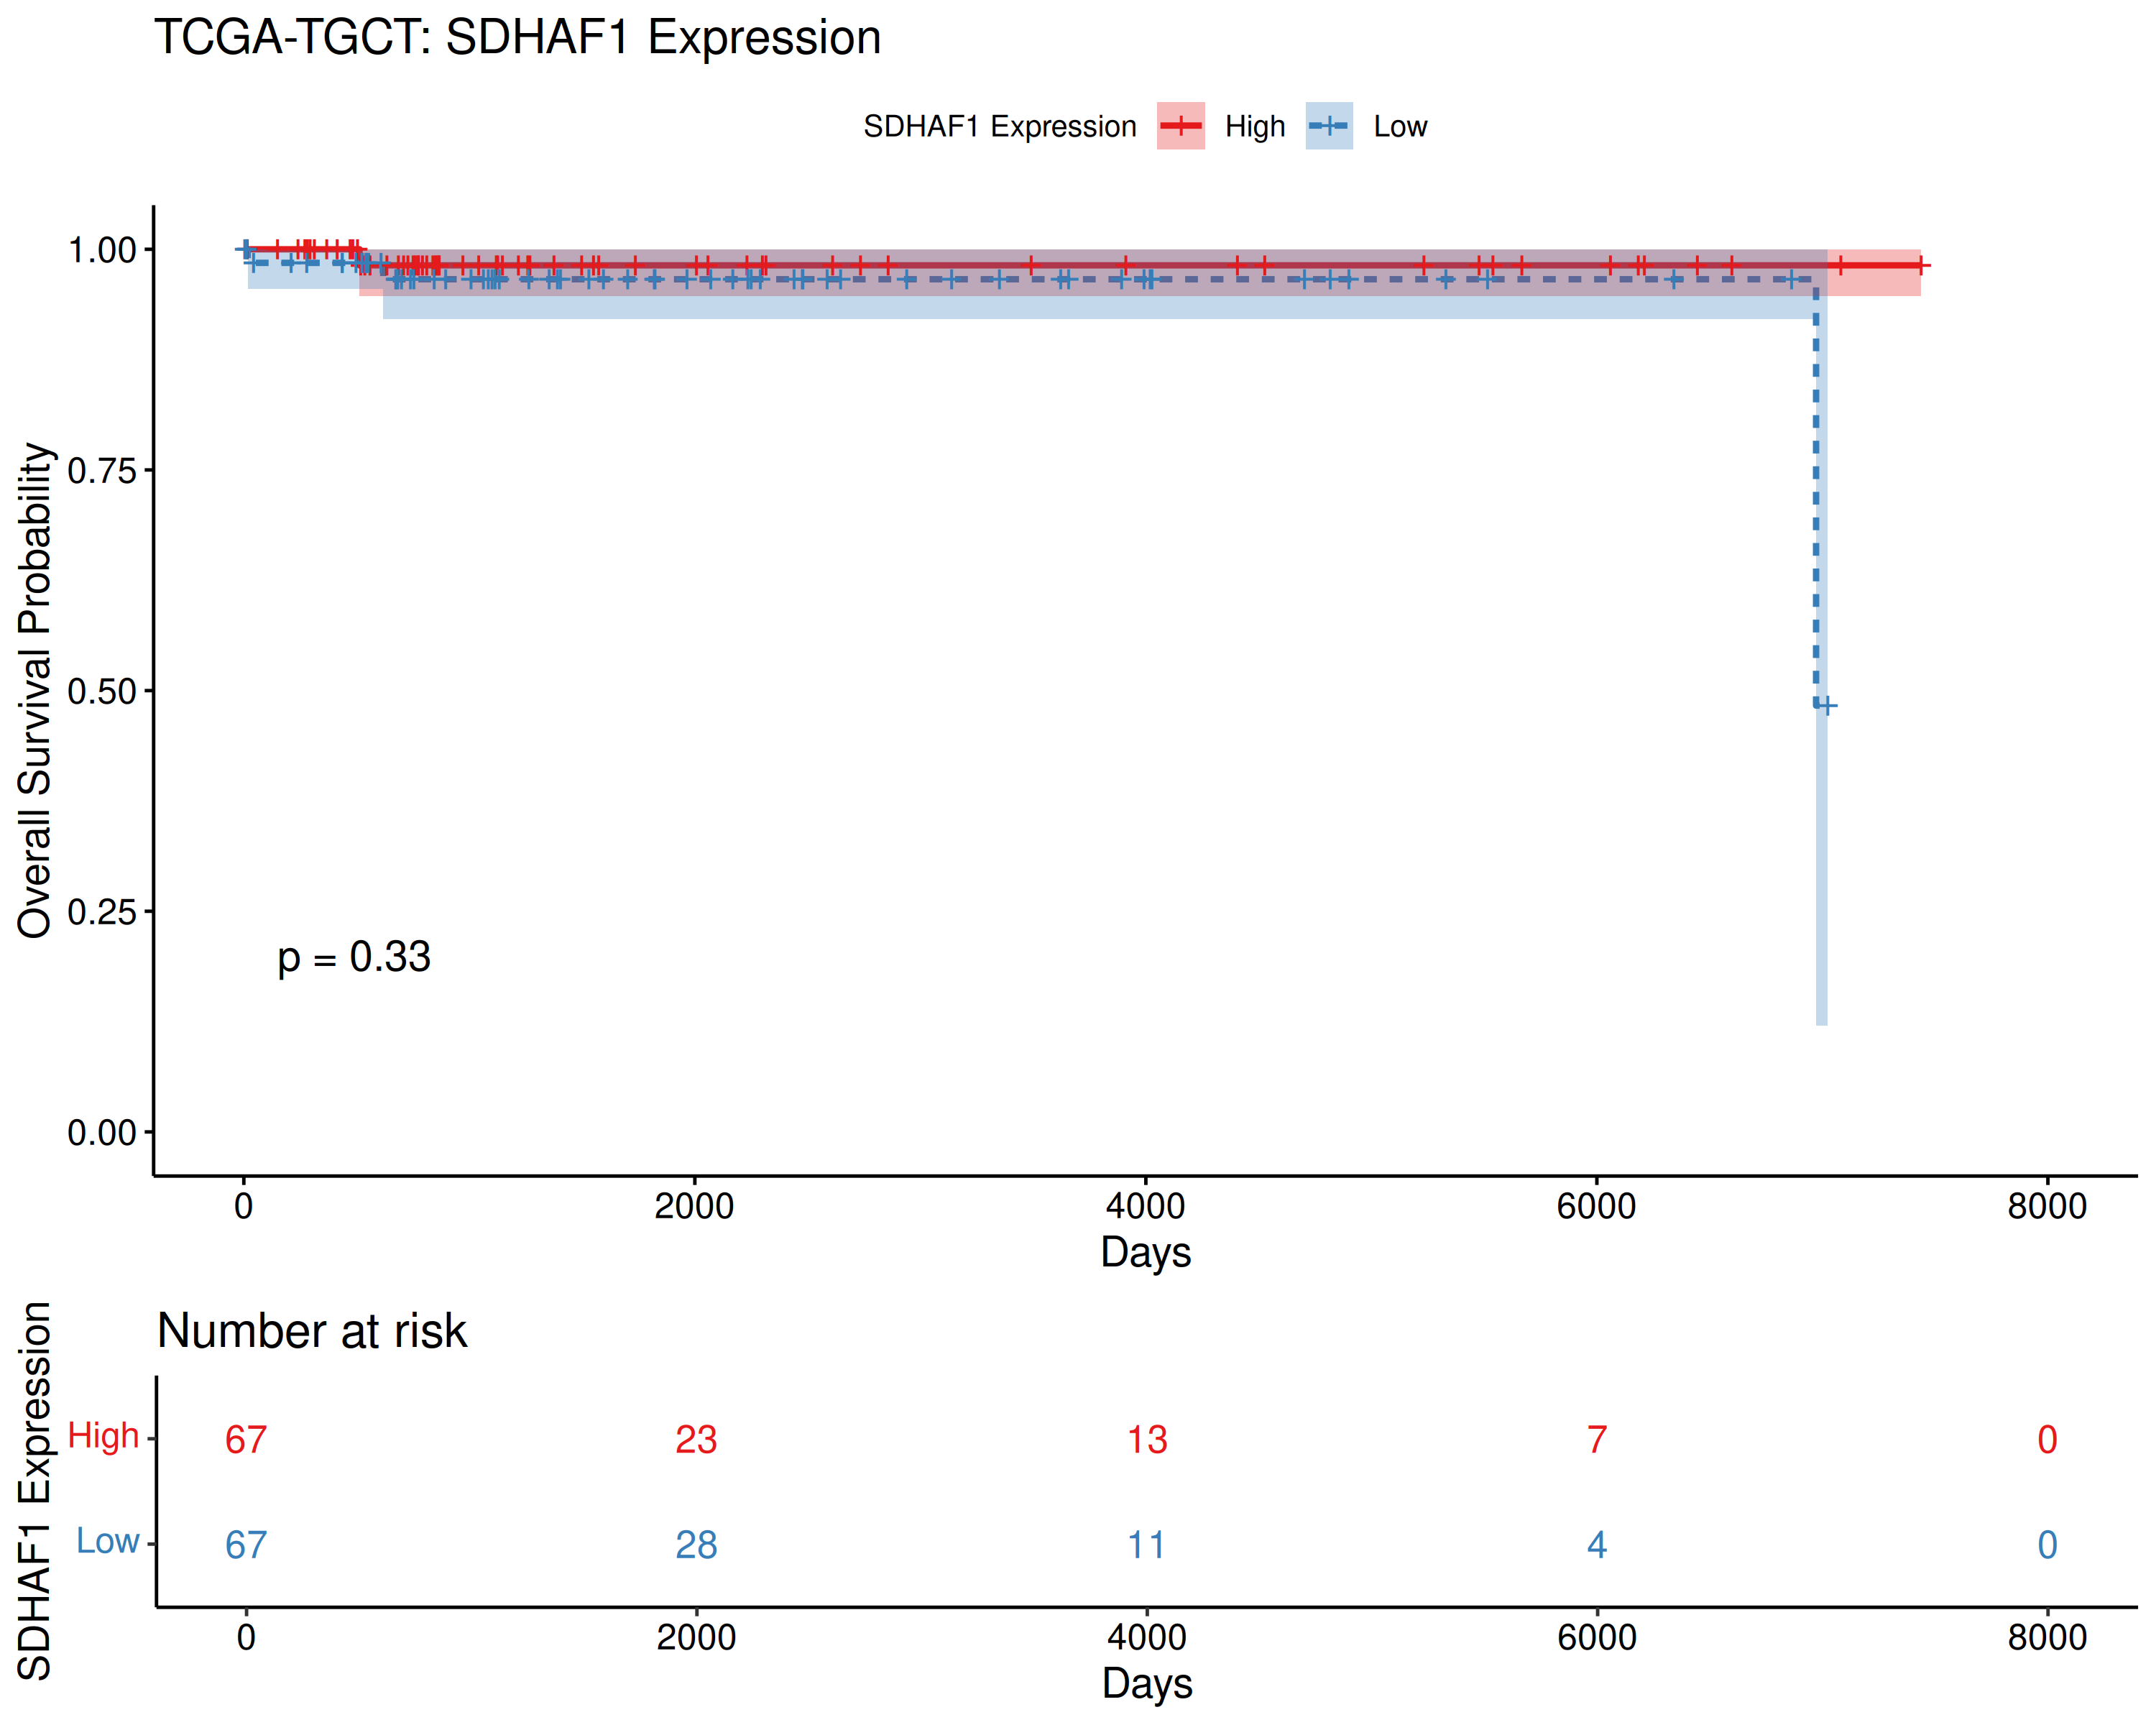 TCGA-TGCT: SDHAF1 Expression
SDHAF1 Expression High Low
Overall Survival Probability
1.00
0.75
0.50
0.25
0.00
p = 0.33
0 2000 4000 6000 8000
Days
Number at risk
SDHAF1 Expression
High 67 23 13 7 0
Low 67 28 11 4 0
0 2000 4000 6000 8000
Days